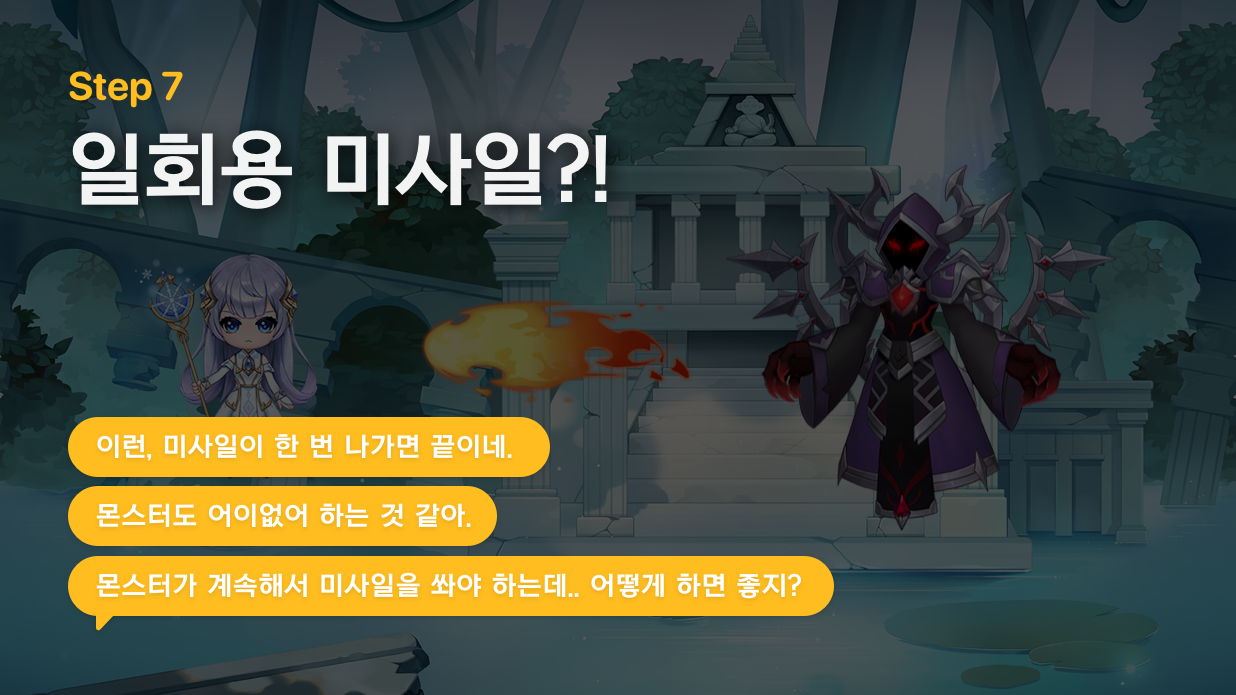 Step 7
일회용 미사일?!
이런, 미사일이 한 번 나가면 끝이네.
몬스터도 어이없어 하는 것 같아.
몬스터가 계속해서 미사일을 쏴야 하는데.. 어떻게 하면 좋지?